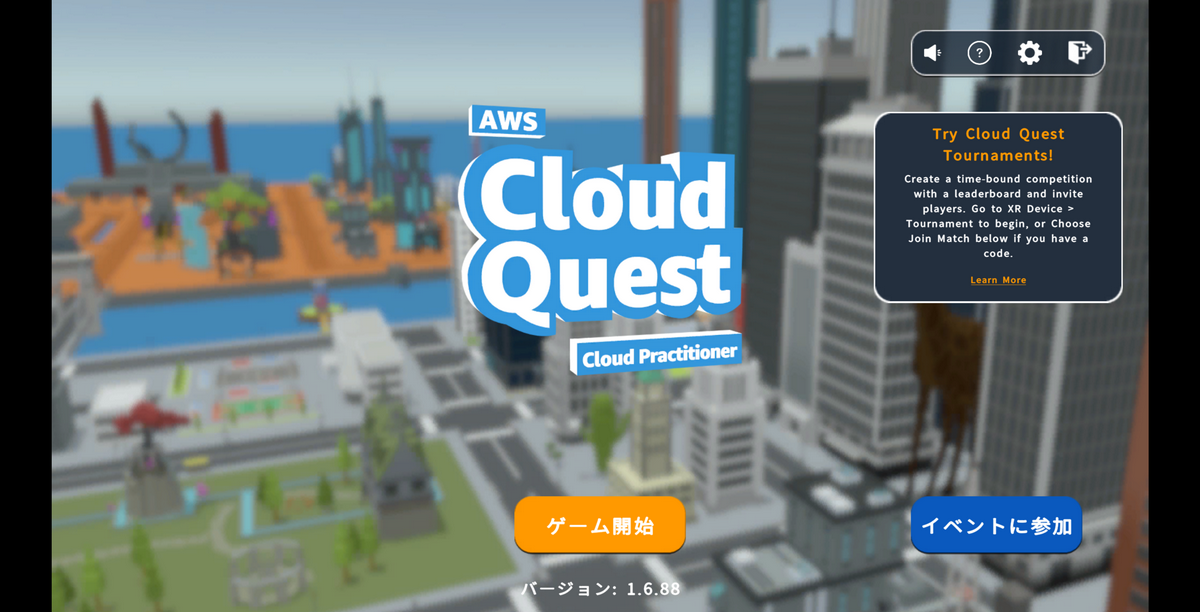 AWS
Cloud
Quest
Cloud Practitioner
Try Cloud Quest
Tournaments!
Create a time-bound competition
with a leaderboard and invite
players. Go to XR Device >
Tournament to begin, or Choose
Join Match below if you have a
code.
Learn More
ゲーム開始
イベントに参加
バージョン: 1.6.88